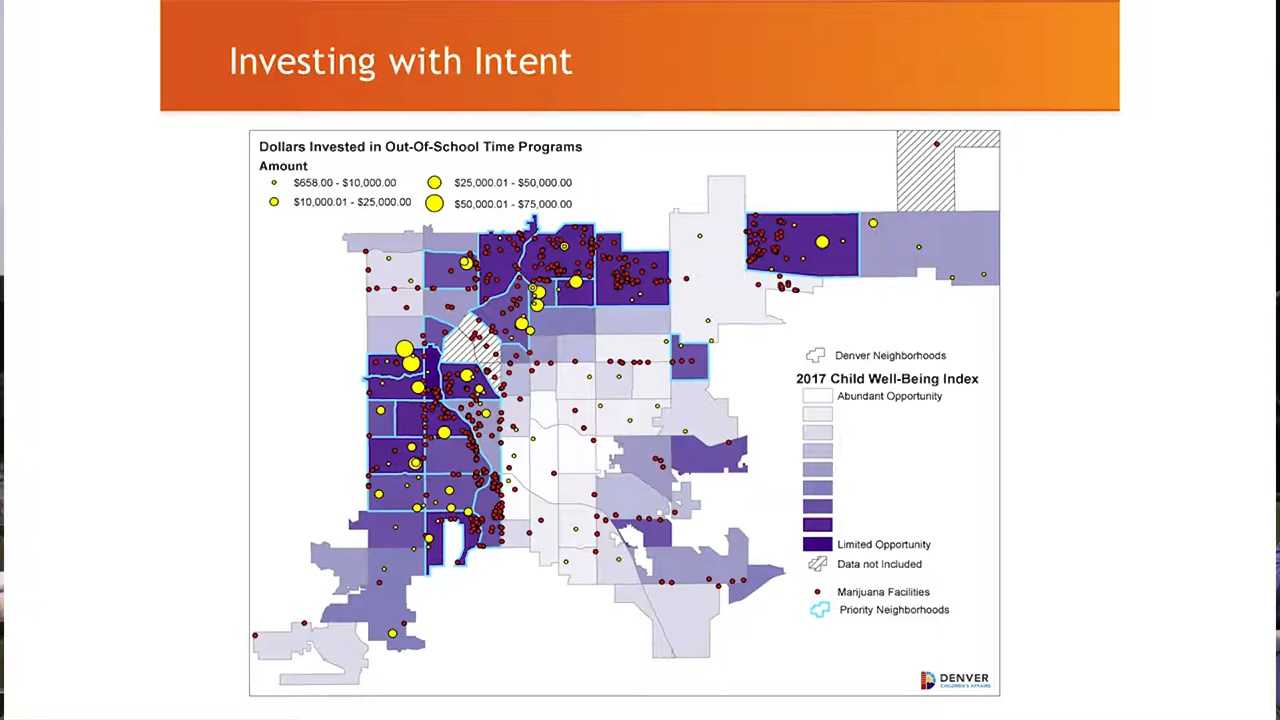 Investing with Intent
Dollars Invested in Out-Of-School Time Programs
Amount
$658.00 - $10,000.00
$25,000.01 - $50,000.00
$10,000.01 - $25,000.00
$50,000.01 - $75,000.00
Denver Neighborhoods
2017 Child Well-Being Index
Abundant Opportunity
Limited Opportunity
Data not Included
Marijuana Facilities
Priority Neighborhoods
DENVER
CHILDREN'S AFFAIRS